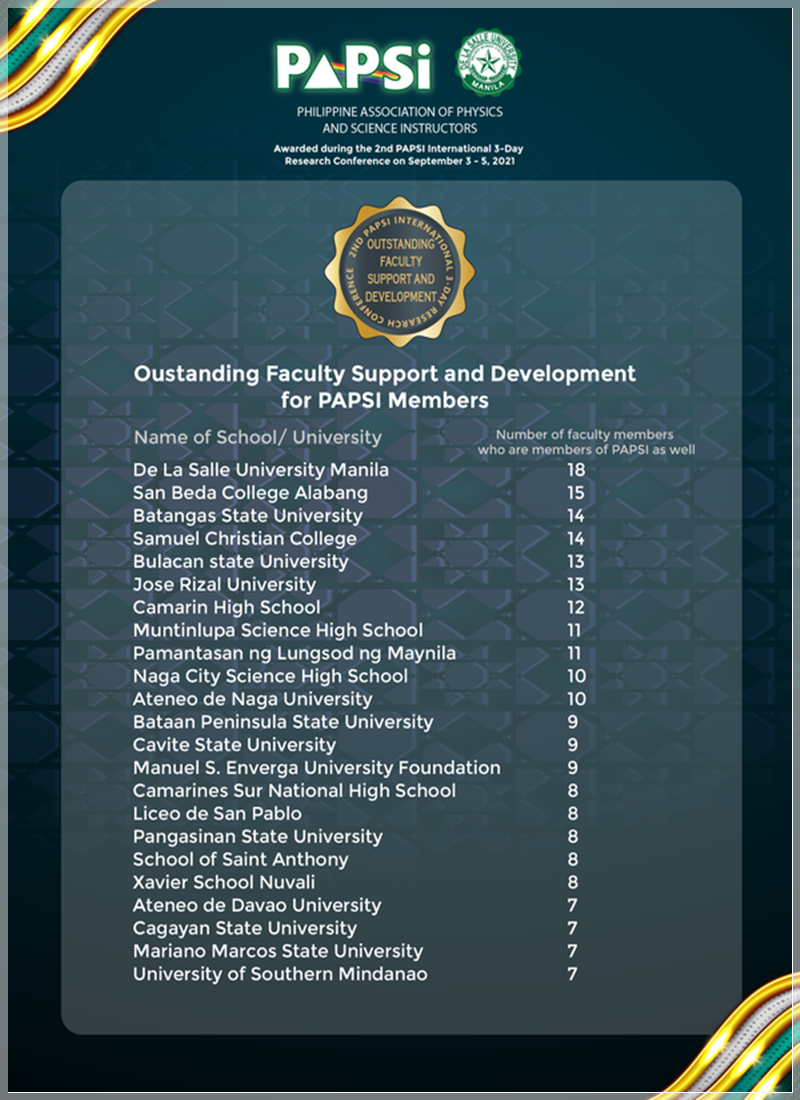 PAPSi
DE LA SALLE UNIVERSITY
MANILA
PHILIPPINE ASSOCIATION OF PHYSICS
AND SCIENCE INSTRUCTORS
Awarded during the 2nd PAPSI International 3-Day
Research Conference on September 3 - 5, 2021
2ND PAPSI INTERNATIONAL 3-DAY RESEARCH CONFERENCE
OUTSTANDING
FACULTY
SUPPORT AND
DEVELOPMENT
Oustanding Faculty Support and Development
for PAPSI Members
Name of School/ University
Number of faculty members
who are members of PAPSI as well
De La Salle University Manila 18
San Beda College Alabang 15
Batangas State University 14
Samuel Christian College 14
Bulacan state University 13
Jose Rizal University 13
Camarin High School 12
Muntinlupa Science High School 11
Pamantasan ng Lungsod ng Maynila 11
Naga City Science High School 10
Ateneo de Naga University 10
Bataan Peninsula State University 9
Cavite State University 9
Manuel S. Enverga University Foundation 9
Camarines Sur National High School 8
Liceo de San Pablo 8
Pangasinan State University 8
School of Saint Anthony 8
Xavier School Nuvali 8
Ateneo de Davao University 7
Cagayan State University 7
Mariano Marcos State University 7
University of Southern Mindanao 7